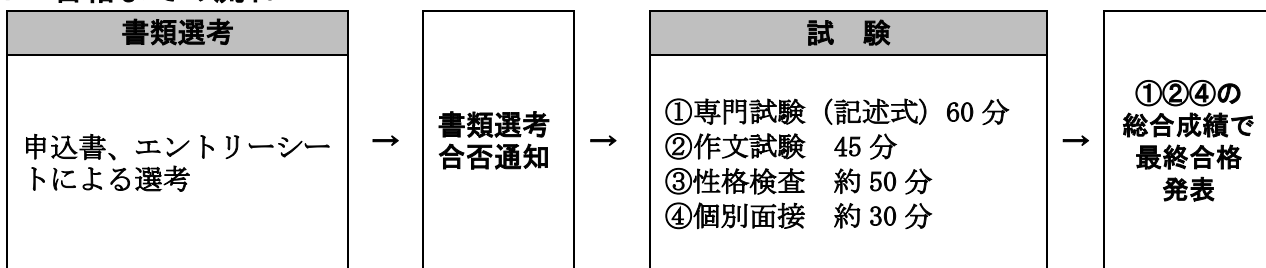 書類選考
申込書、エントリーシー
トによる選考
→
書類選考
合否通知
→
試　験
①専門試験（記述式）60 分
②作文試験　45 分
③性格検査　約 50 分
④個別面接　約 30 分
→
①②④の
総合成績で
最終合格
発表